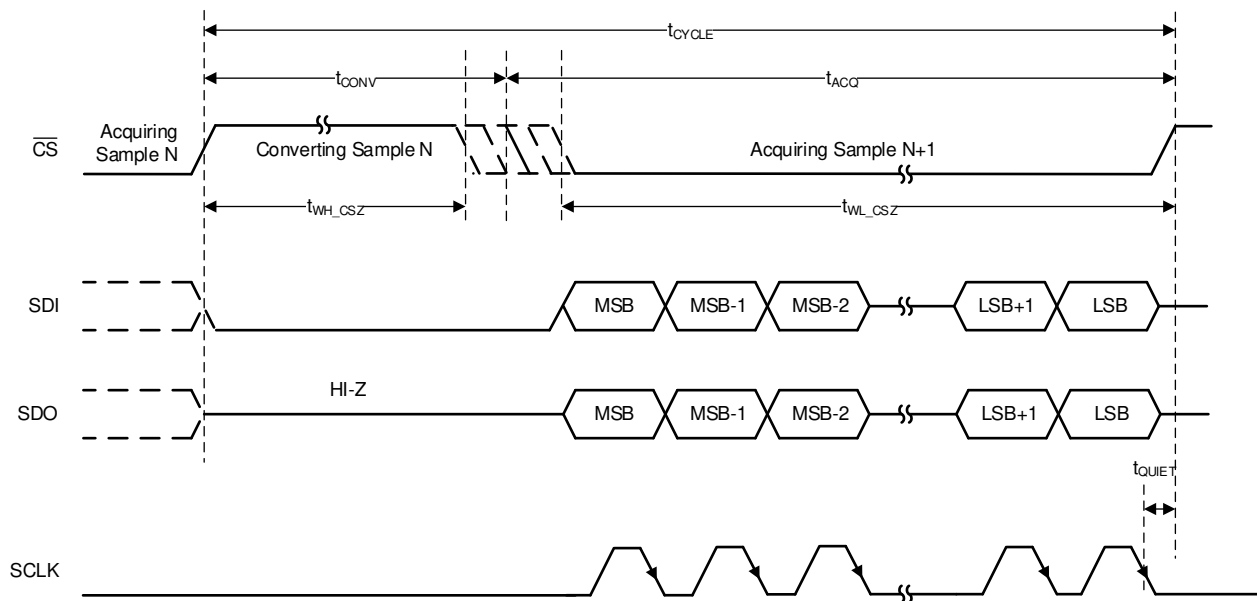 tCYCLE
tCONV
tACQ
CS
Acquiring
Sample N
Converting Sample N
Acquiring Sample N+1
tWH_CSZ
tWL_CSZ
SDI
MSB
MSB-1
MSB-2
LSB+1
LSB
HI-Z
SDO
MSB
MSB-1
MSB-2
LSB+1
LSB
tQUIET
SCLK